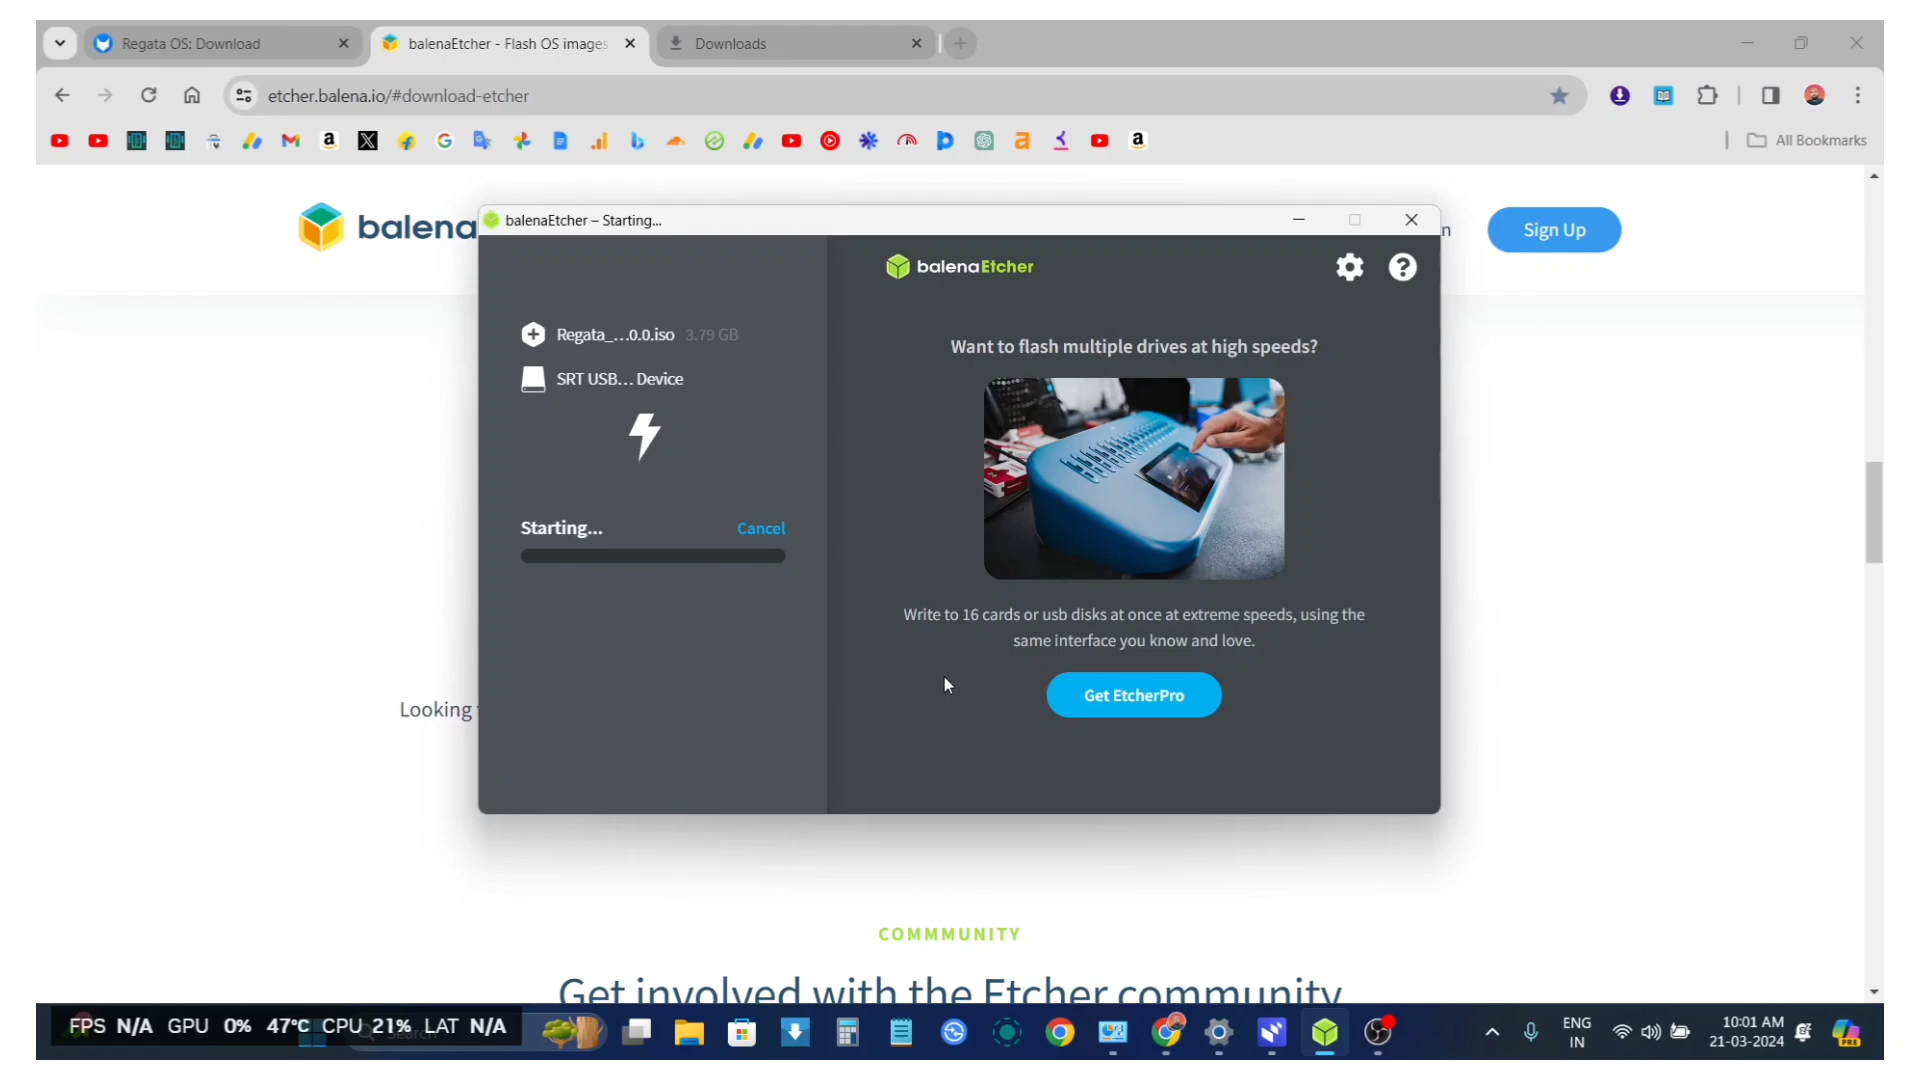 Regata OS: Download
balenaEtcher - Flash OS images
Downloads
etcher.balena.io/#download-etcher
All Bookmarks
balena
n
Sign Up
balenaEtcher – Starting...
balenaEtcher
Regata_...0.0.iso 3.79 GB
SRT USB... Device
Want to flash multiple drives at high speeds?
Starting...
Cancel
Write to 16 cards or usb disks at once at extreme speeds, using the
same interface you know and love.
Get EtcherPro
Looking
COMMMUNITY
Get involved with the Etcher community
FPS N/A GPU 0% 47°C CPU 21% LAT N/A
Search
ENG
IN
10:01 AM
21-03-2024
PRE